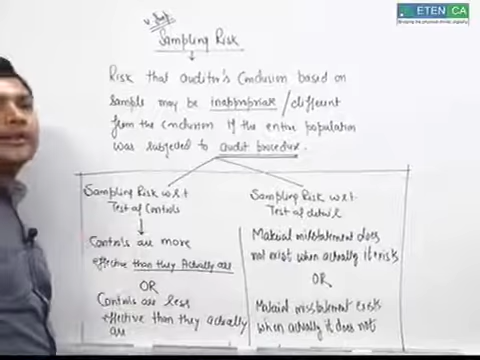 ETEN CA
v. Imp
Sampling Risk
Risk that auditor's Conclusion based on
Sample may be inappropriate / different
from the Conclusion if the entire population
was subjected to audit procedure.
Sampling Risk w.r.t
Test of Controls
Controls are more
effective than they Actually are
OR
Controls are less
effective than they actually
are
Sampling Risk w.r.t.
Test of detail
Material misstatement does
not exist when actually it exists
OR
Material misstatement exists
when actually it does not